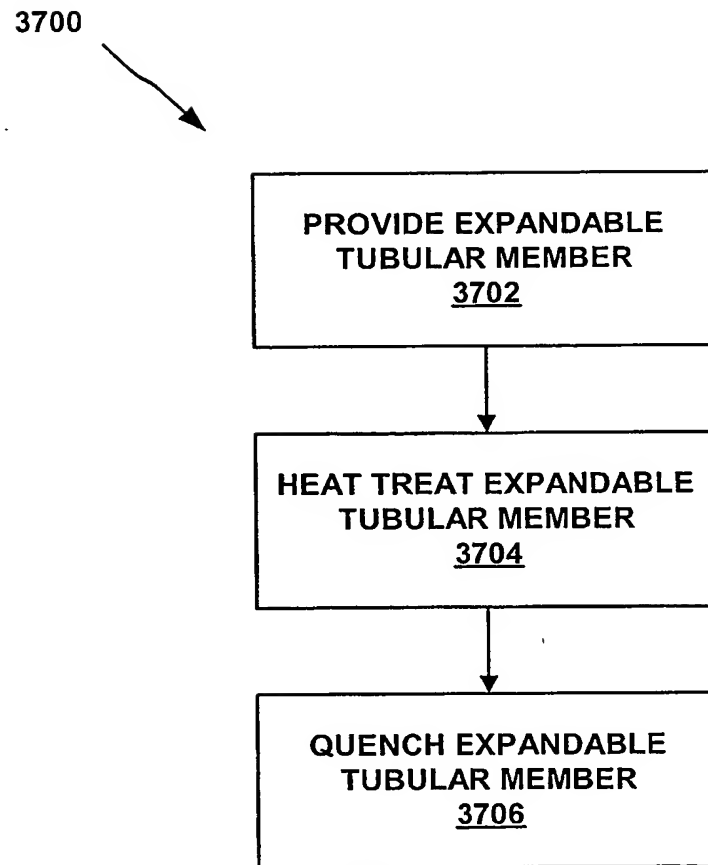 3700
PROVIDE EXPANDABLE
TUBULAR MEMBER
3702
HEAT TREAT EXPANDABLE
TUBULAR MEMBER
3704
QUENCH EXPANDABLE
TUBULAR MEMBER
3706